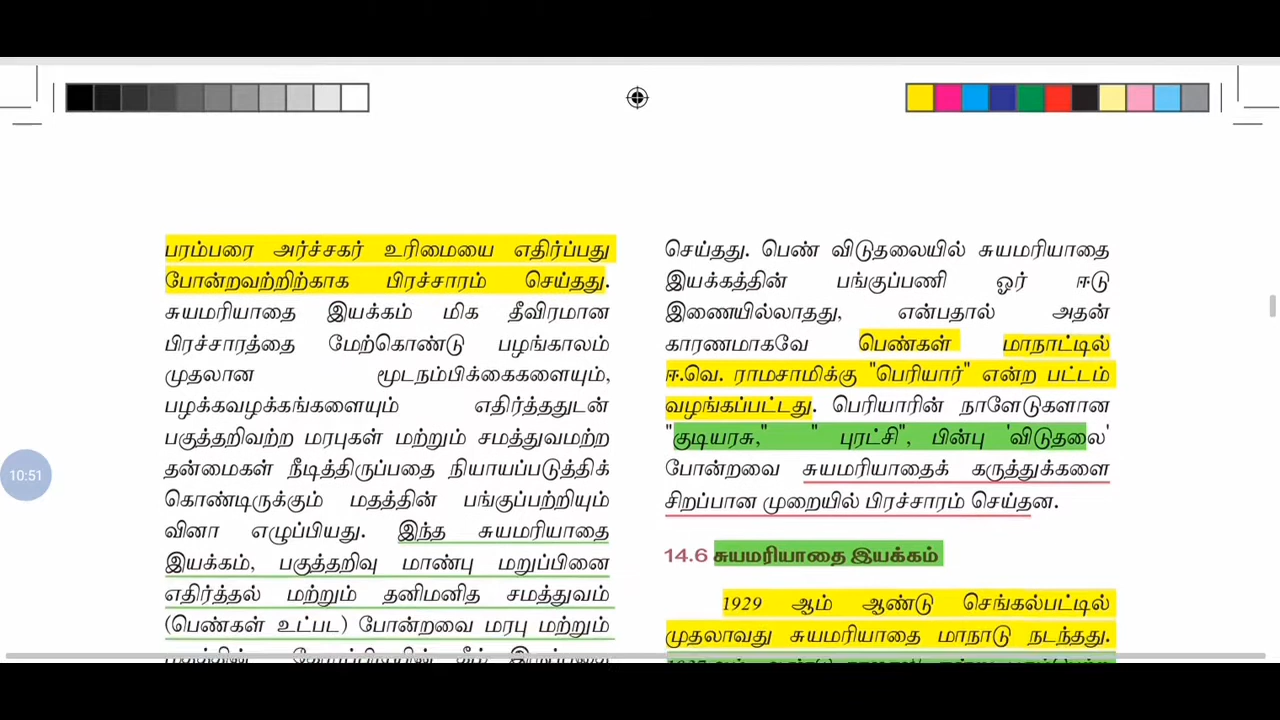 பரம்பரை அர்ச்சகர் உரிமையை எதிர்ப்பது
போன்றவற்றிற்காக பிரச்சாரம் செய்தது.
சுயமரியாதை இயக்கம் மிக தீவிரமான
பிரச்சாரத்தை மேற்கொண்டு பழங்காலம்
முதலான மூடநம்பிக்கைகளையும்,
பழக்கவழக்கங்களையும் எதிர்த்ததுடன்
பகுத்தறிவற்ற மரபுகள் மற்றும் சமத்துவமற்ற
தன்மைகள் நீடித்திருப்பதை நியாயப்படுத்திக்
கொண்டிருக்கும் மதத்தின் பங்குப்பற்றியும்
வினா எழுப்பியது. இந்த சுயமரியாதை
இயக்கம், பகுத்தறிவு மாண்பு மறுப்பினை
எதிர்த்தல் மற்றும் தனிமனித சமத்துவம்
(பெண்கள் உட்பட) போன்றவை மரபு மற்றும்
செய்தது. பெண் விடுதலையில் சுயமரியாதை
இயக்கத்தின் பங்குப்பணி ஓர் ஈடு
இணையில்லாதது, என்பதால் அதன்
காரணமாகவே பெண்கள் மாநாட்டில்
ஈ.வெ. ராமசாமிக்கு "பெரியார்" என்ற பட்டம்
வழங்கப்பட்டது. பெரியாரின் நாளேடுகளான
"குடியரசு," " புரட்சி", பின்பு 'விடுதலை'
போன்றவை சுயமரியாதைக் கருத்துக்களை
சிறப்பான முறையில் பிரச்சாரம் செய்தன.
14.6 சுயமரியாதை இயக்கம்
1929 ஆம் ஆண்டு செங்கல்பட்டில்
முதலாவது சுயமரியாதை மாநாடு நடந்தது.
10:51